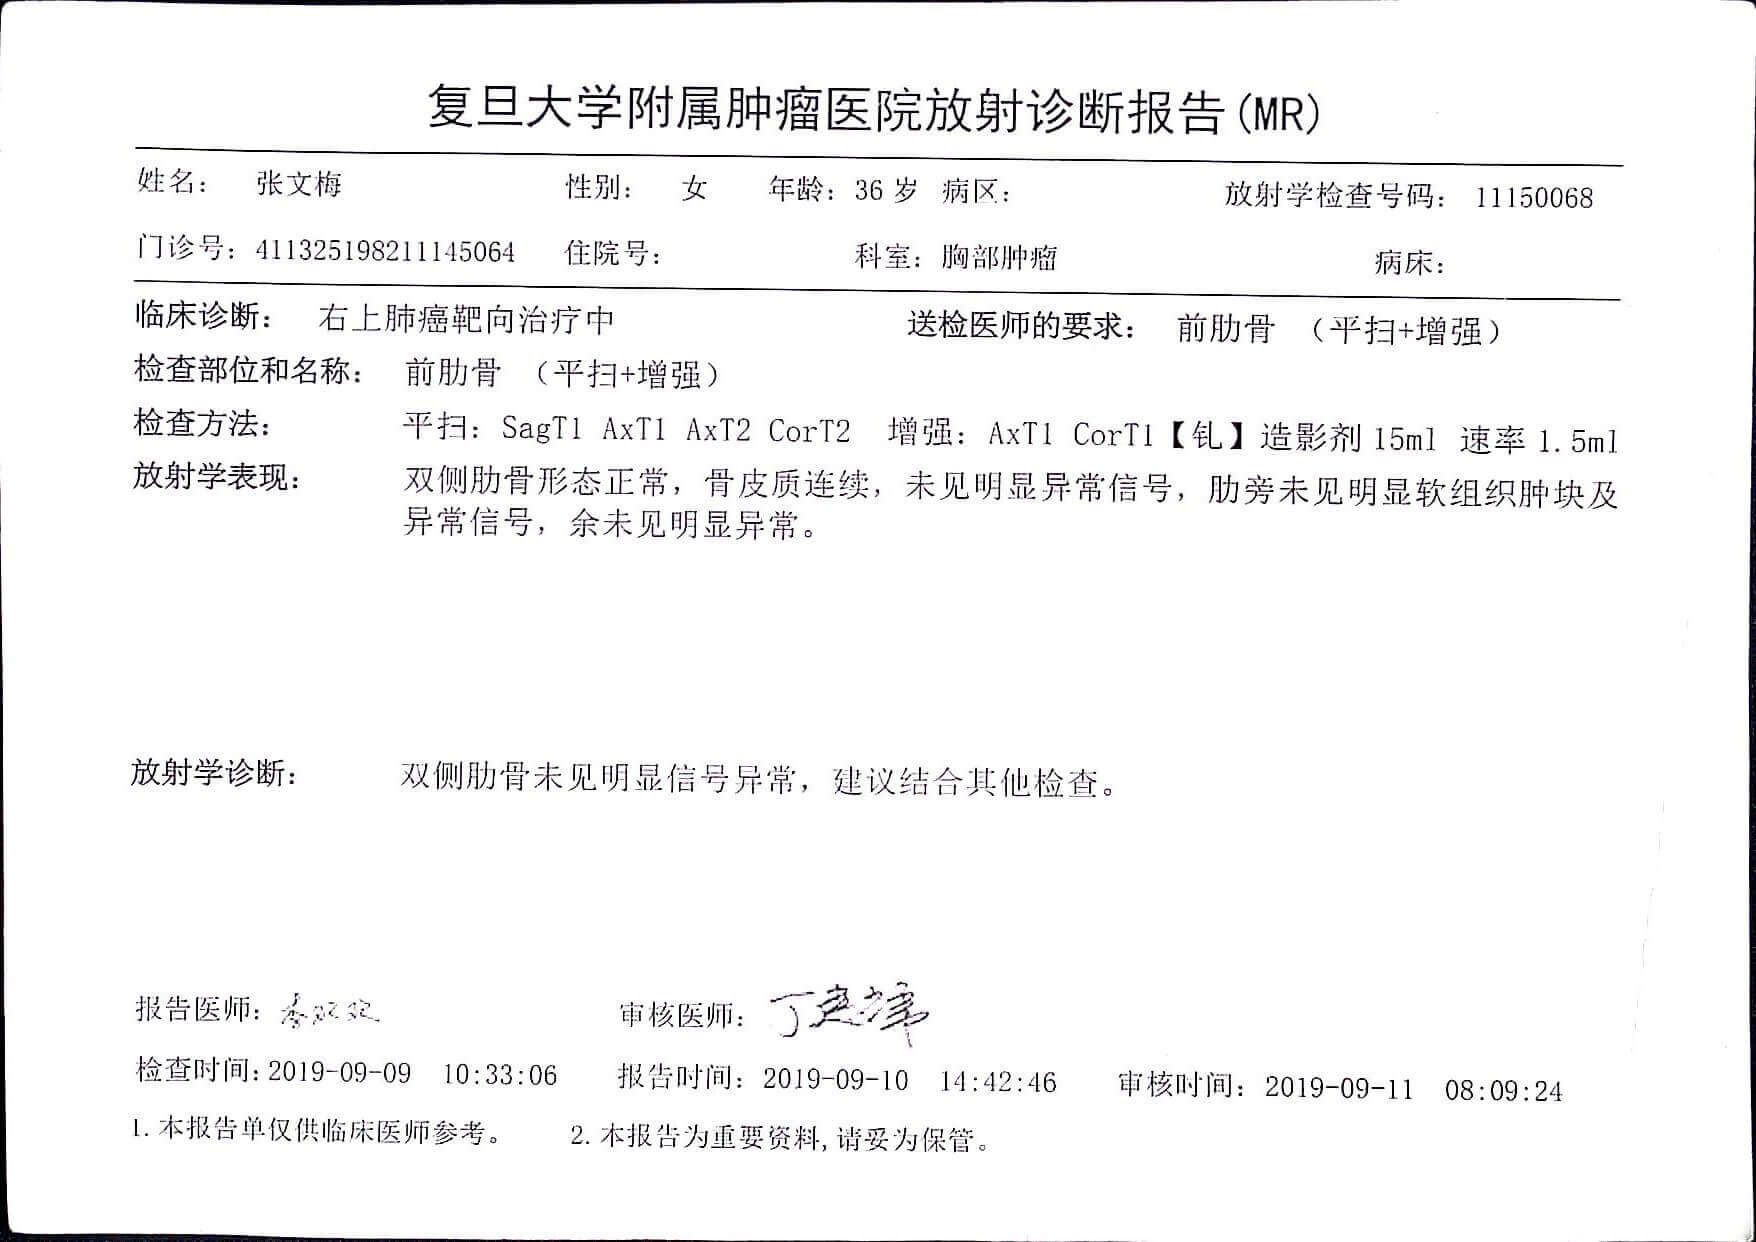 复旦大学附属肿瘤医院放射诊断报告(MR)
姓名： 张文梅 性别： 女 年龄：36 岁 病区： 放射学检查号码： 11150068
门诊号：411325198211145064 住院号： 科室：胸部肿瘤 病床：
临床诊断： 右上肺癌靶向治疗中 送检医师的要求： 前肋骨 （平扫+增强）
检查部位和名称： 前肋骨 （平扫+增强）
检查方法： 平扫：SagT1 AxT1 AxT2 CorT2 增强：AxT1 CorT1【钆】造影剂 15ml 速率 1.5ml
放射学表现： 双侧肋骨形态正常，骨皮质连续，未见明显异常信号，肋旁未见明显软组织肿块及
异常信号，余未见明显异常。
放射学诊断： 双侧肋骨未见明显信号异常，建议结合其他检查。
报告医师： 审核医师：
检查时间:2019-09-09 10:33:06 报告时间：2019-09-10 14:42:46 审核时间：2019-09-11 08:09:24
1.本报告单仅供临床医师参考。 2.本报告为重要资料,请妥为保管。